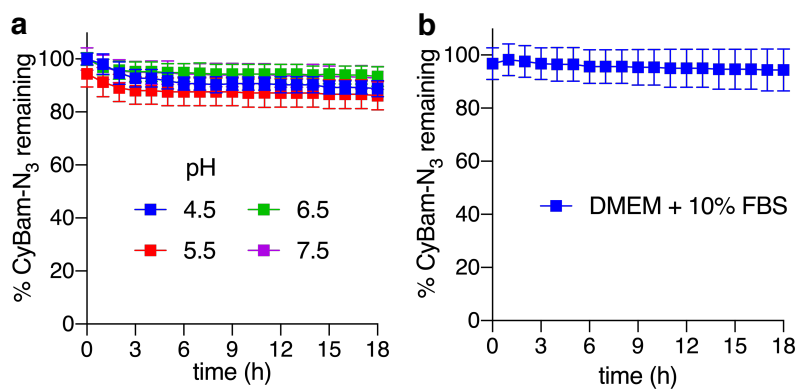 a
% CyBam-N3 remaining
100
80
60
40
20
0
pH
4.5
6.5
5.5
7.5
0 3 6 9 12 15 18
time (h)
b
% CyBam-N3 remaining
100
80
60
40
20
0
DMEM + 10% FBS
0 3 6 9 12 15 18
time (h)